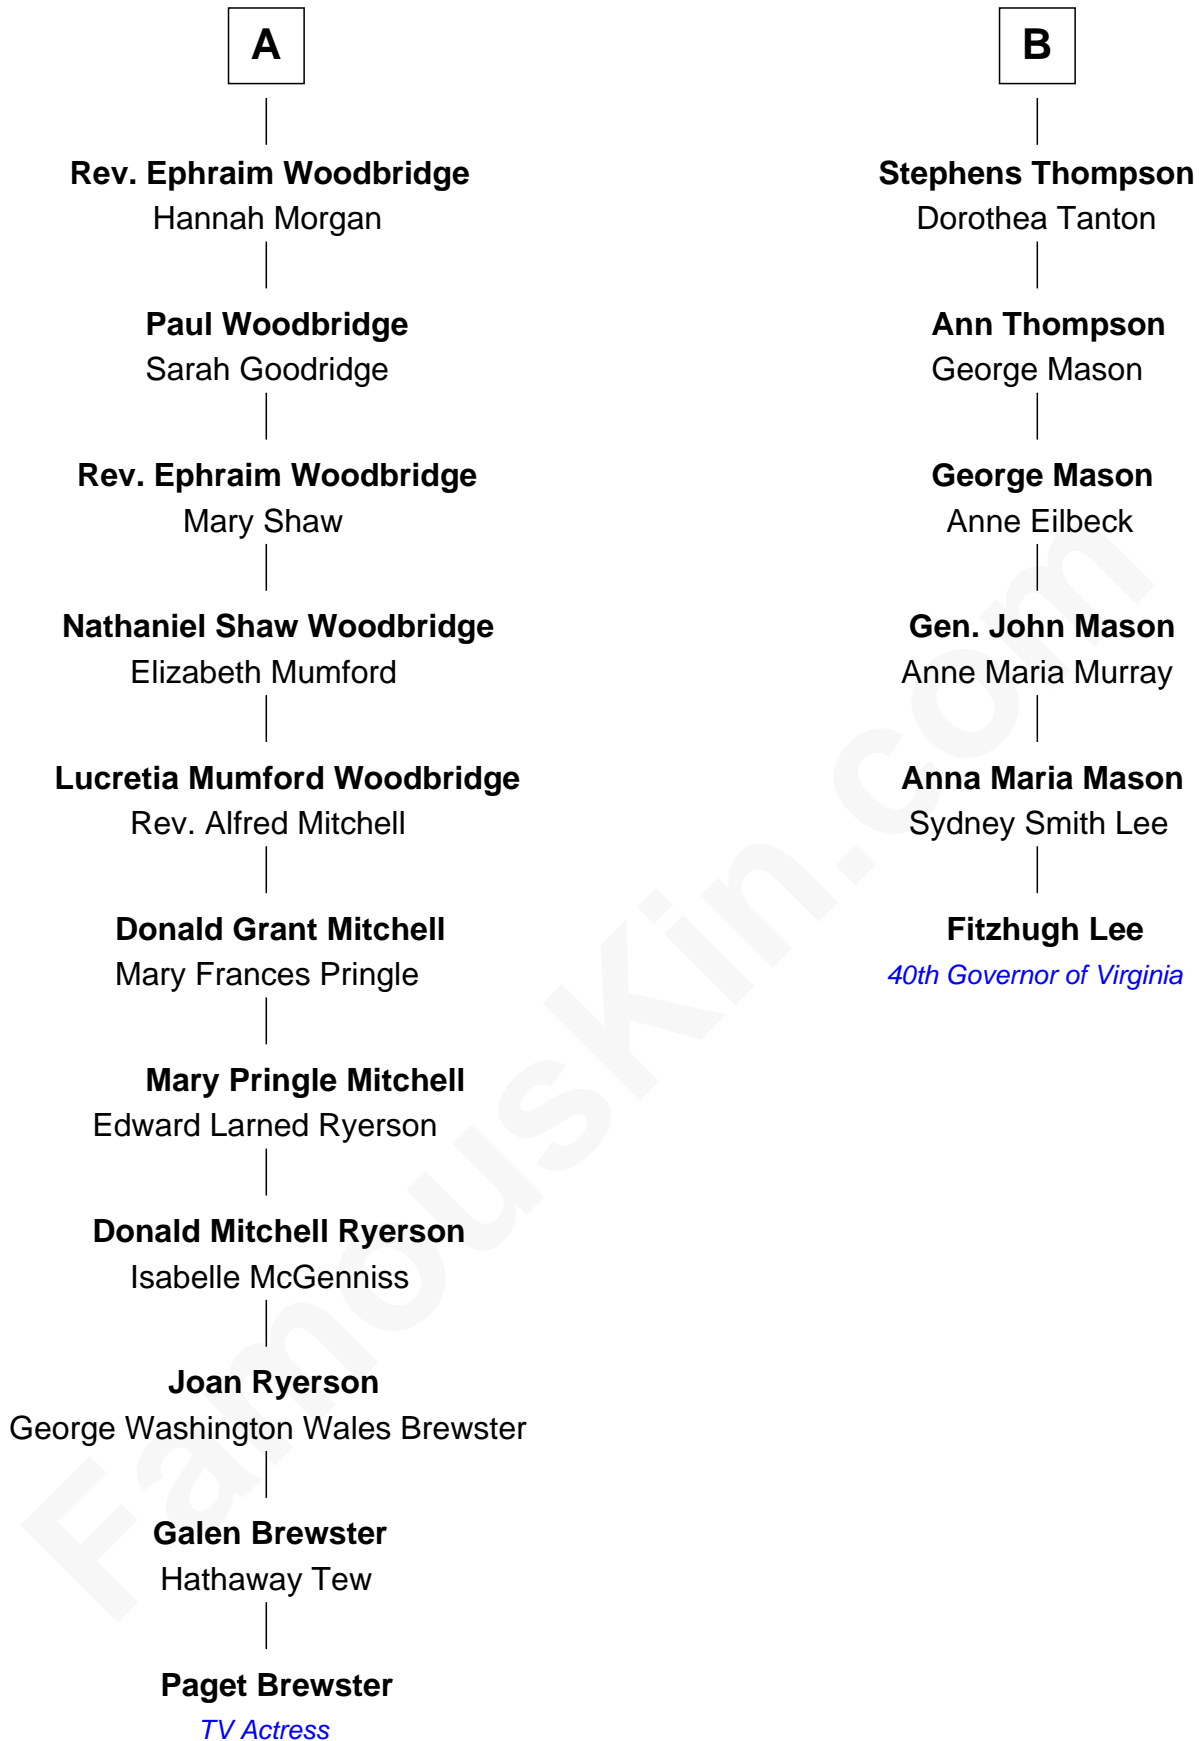 A
Rev. Ephraim Woodbridge
Hannah Morgan
Paul Woodbridge
Sarah Goodridge
Rev. Ephraim Woodbridge
Mary Shaw
Nathaniel Shaw Woodbridge
Elizabeth Mumford
Lucretia Mumford Woodbridge
Rev. Alfred Mitchell
Donald Grant Mitchell
Mary Frances Pringle
Mary Pringle Mitchell
Edward Larned Ryerson
Donald Mitchell Ryerson
Isabelle McGenniss
Joan Ryerson
George Washington Wales Brewster
Galen Brewster
Hathaway Tew
Paget Brewster
TV Actress
B
Stephens Thompson
Dorothea Tanton
Ann Thompson
George Mason
George Mason
Anne Eilbeck
Gen. John Mason
Anne Maria Murray
Anna Maria Mason
Sydney Smith Lee
Fitzhugh Lee
40th Governor of Virginia
FamousKin.com